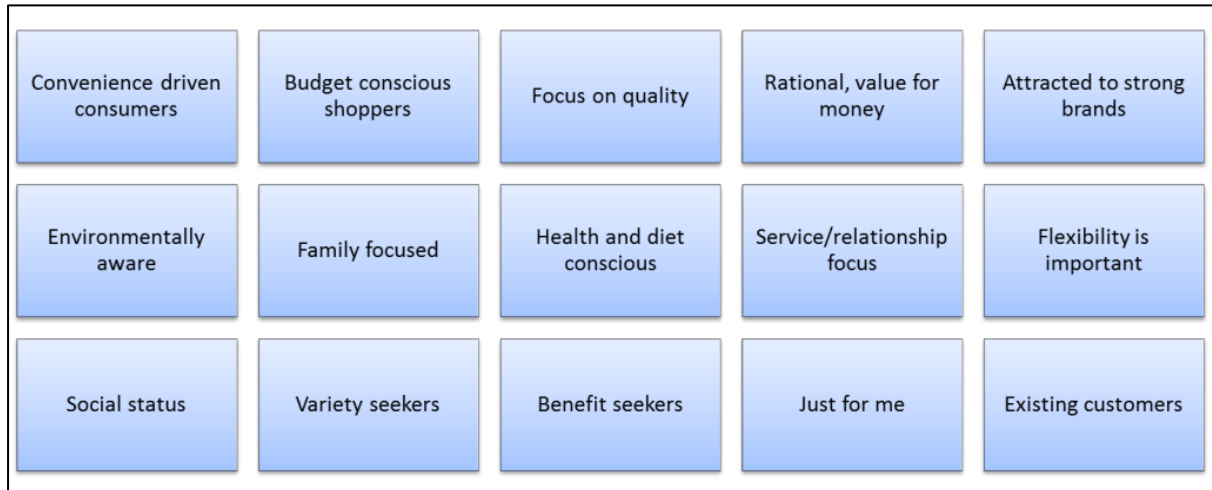 Convenience driven
consumers
Budget conscious
shoppers
Focus on quality
Rational, value for
money
Attracted to strong
brands
Environmentally
aware
Family focused
Health and diet
conscious
Service/relationship
focus
Flexibility is
important
Social status
Variety seekers
Benefit seekers
Just for me
Existing customers